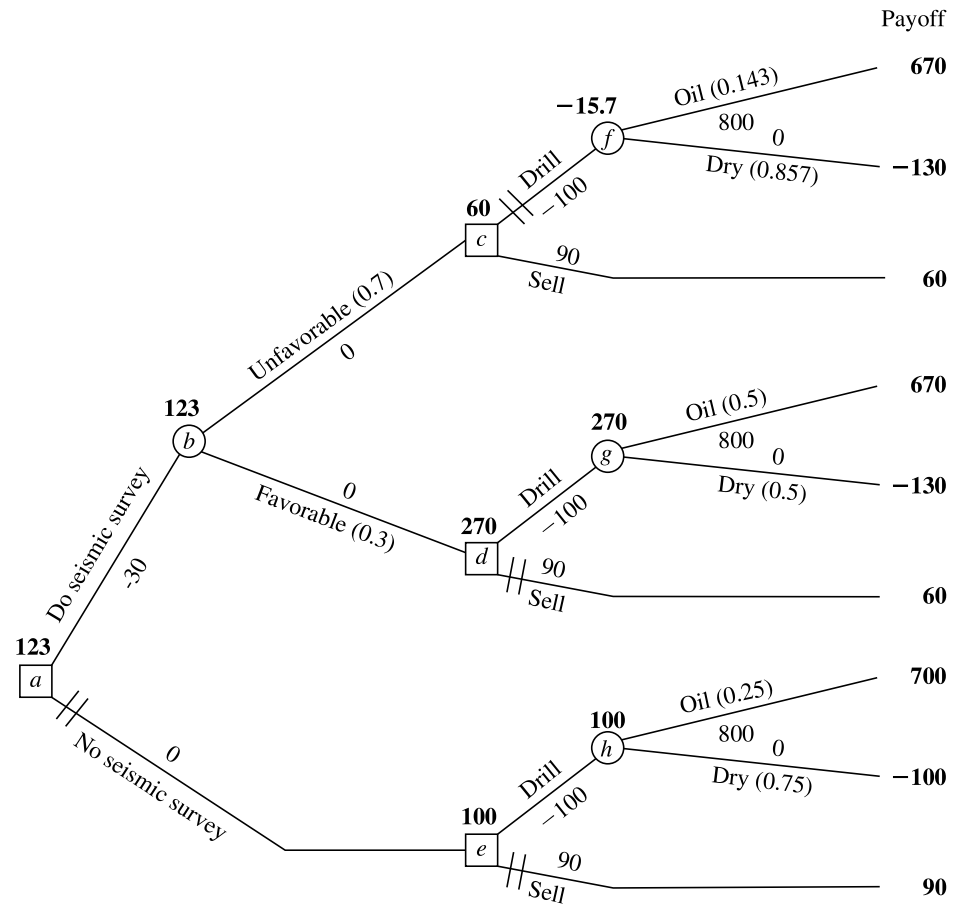 Payoff
670
Oil (0.143)
−15.7
800
f
0
Dry (0.857)
−130
Drill
−100
60
c
90
Sell
60
Unfavorable (0.7)
0
670
Oil (0.5)
123
270
800
b
g
0
Dry (0.5)
−130
Drill
−100
0
Favorable (0.3)
270
d
90
Sell
60
Do seismic survey
-30
123
a
700
Oil (0.25)
100
800
h
0
Dry (0.75)
−100
0
No seismic survey
Drill
−100
100
e
90
Sell
90